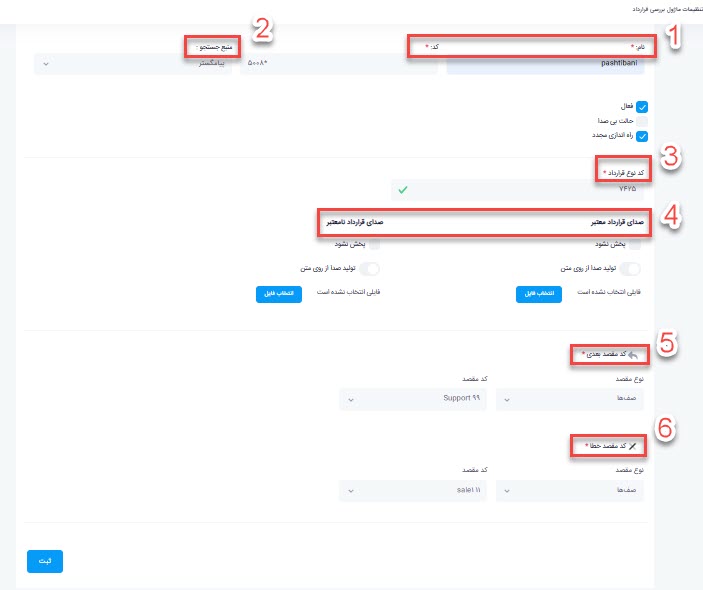 تنظیمات ماژول بررسی قرارداد
1
2
نام: * کد: * منبع جستجو :
pashtibani ۵۰۰۸* پیامگستر
فعال
حالت بی صدا
راه اندازی مجدد
3
کد نوع قرارداد *
۷۴۲۵
4
صدای قرارداد معتبر صدای قرارداد نامعتبر
پخش نشود پخش نشود
تولید صدا از روی متن تولید صدا از روی متن
فایلی انتخاب نشده است انتخاب فایل فایلی انتخاب نشده است انتخاب فایل
5
کد مقصد بعدی *
نوع مقصد کد مقصد
صف‌ها Support ۹۹
6
کد مقصد خطا *
نوع مقصد کد مقصد
صف‌ها sale1 ۱۱
ثبت